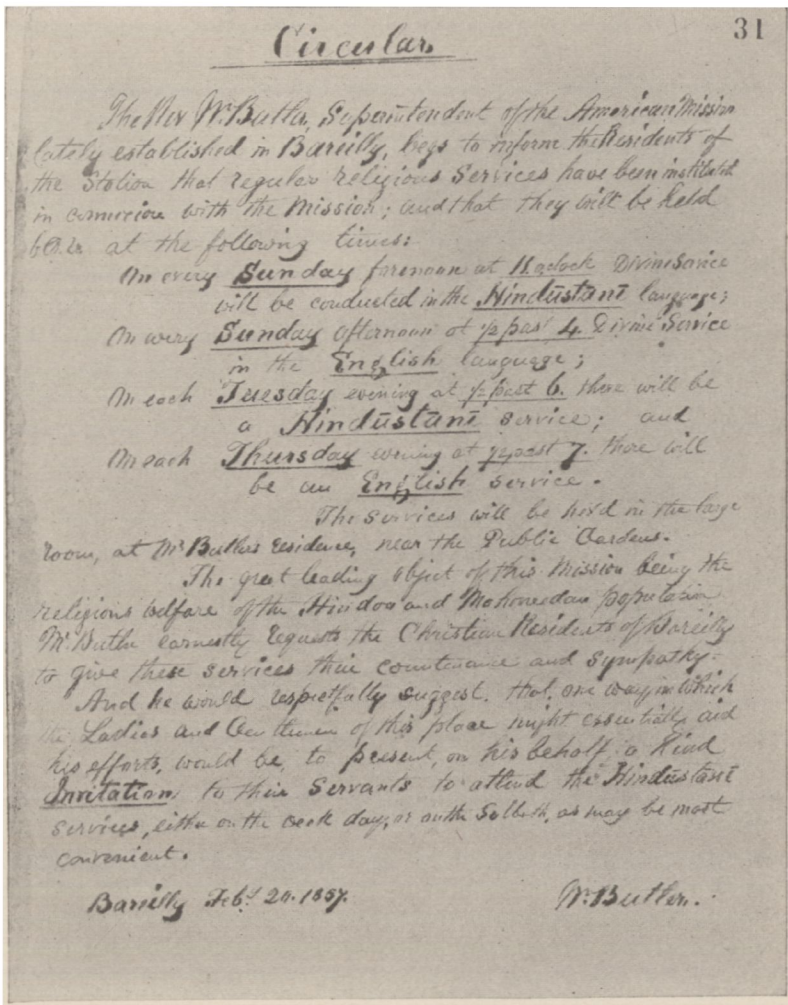 31
Circular.
The Rev Wm Butler, Superintendent of the American Mission
lately established in Bareilly, begs to inform the Residents of
the Station that regular religious Services have been instituted
in connexion with the Mission; and that they will be held
at the following times:
On every Sunday forenoon at 11 oclock Divine Service
will be conducted in the Hindūstānī language;
On every Sunday afternoon at ½ past 4. Divine Service
in the English language;
On each Tuesday evening at ½ past 6. there will be
a Hindūstānī service; and
On each Thursday evening at ½ past 7. there will
be an English service.
The Services will be held in the large
room, at Mr Butlers residence, near the Public Gardens.
The great leading object of this Mission being the
religious welfare of the Hindoo and Mahomedan population
Mr Butler earnestly requests the Christian Residents of Bareilly
to give these services their countenance and sympathy.
And he would respectfully suggest, that, one way in which
the Ladies and Gentlemen of this place might essentially aid
his efforts, would be, to present, on his behalf a Kind
Invitation to their Servants to attend the Hindūstānī
Services, either on the week day, or on the Sabbath, as may be most
convenient.
Bareilly Feby 20. 1857. Wm Butler.